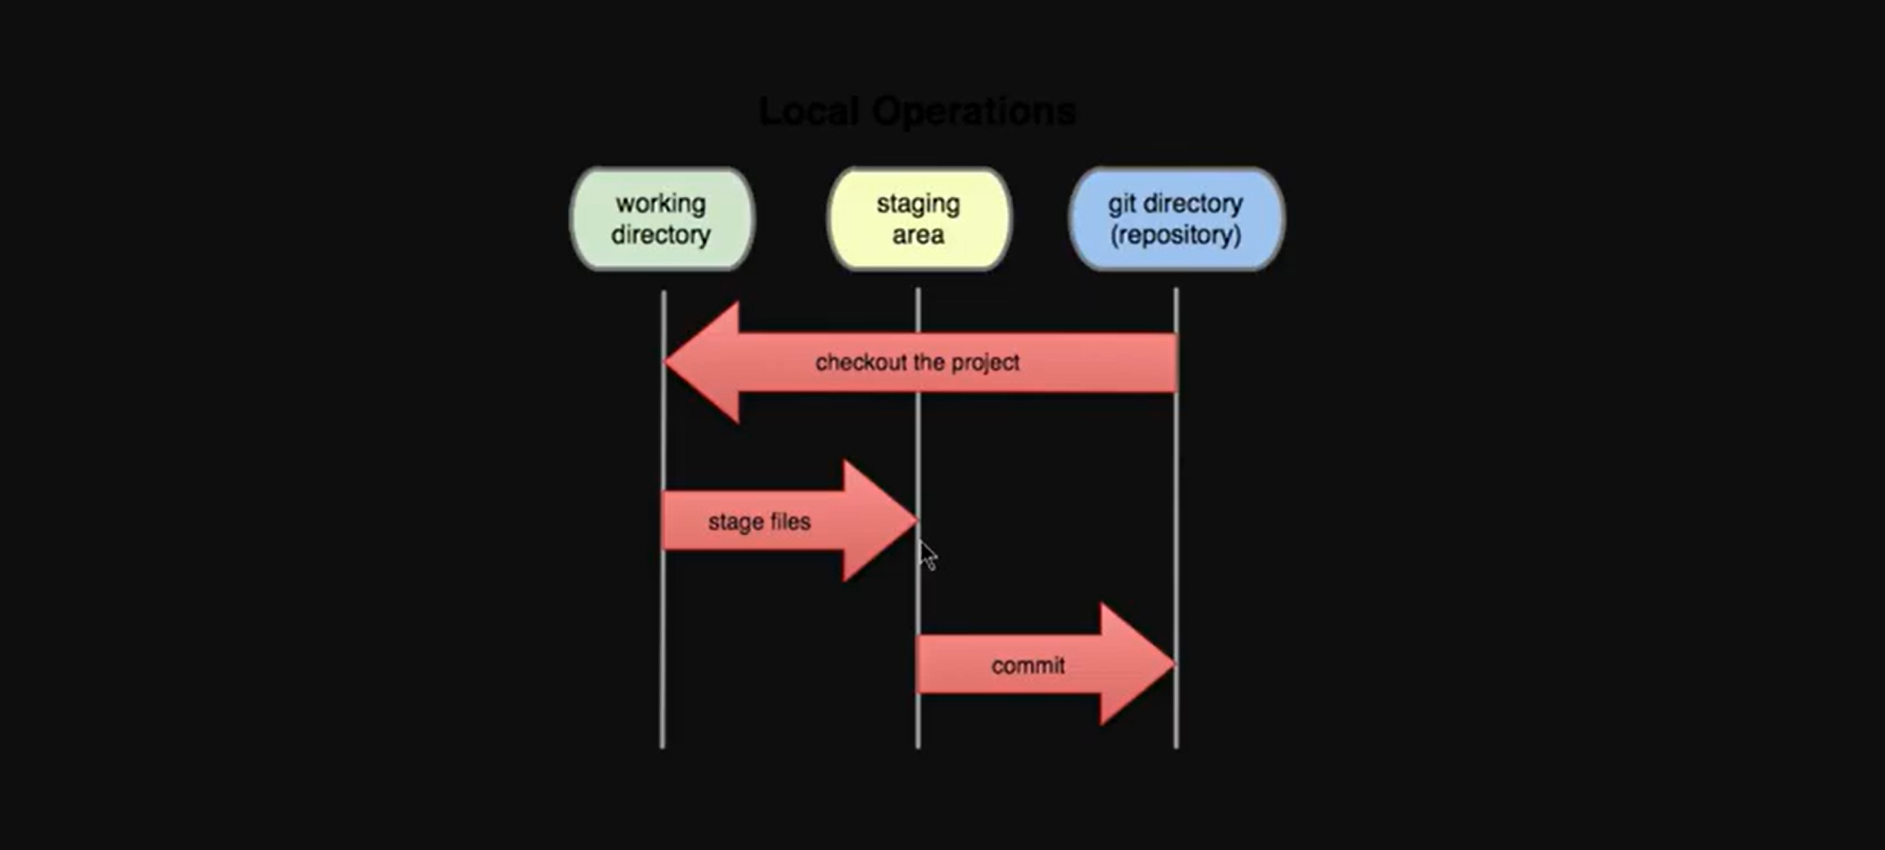 Local Operations
working
directory
staging
area
git directory
(repository)
checkout the project
stage files
commit